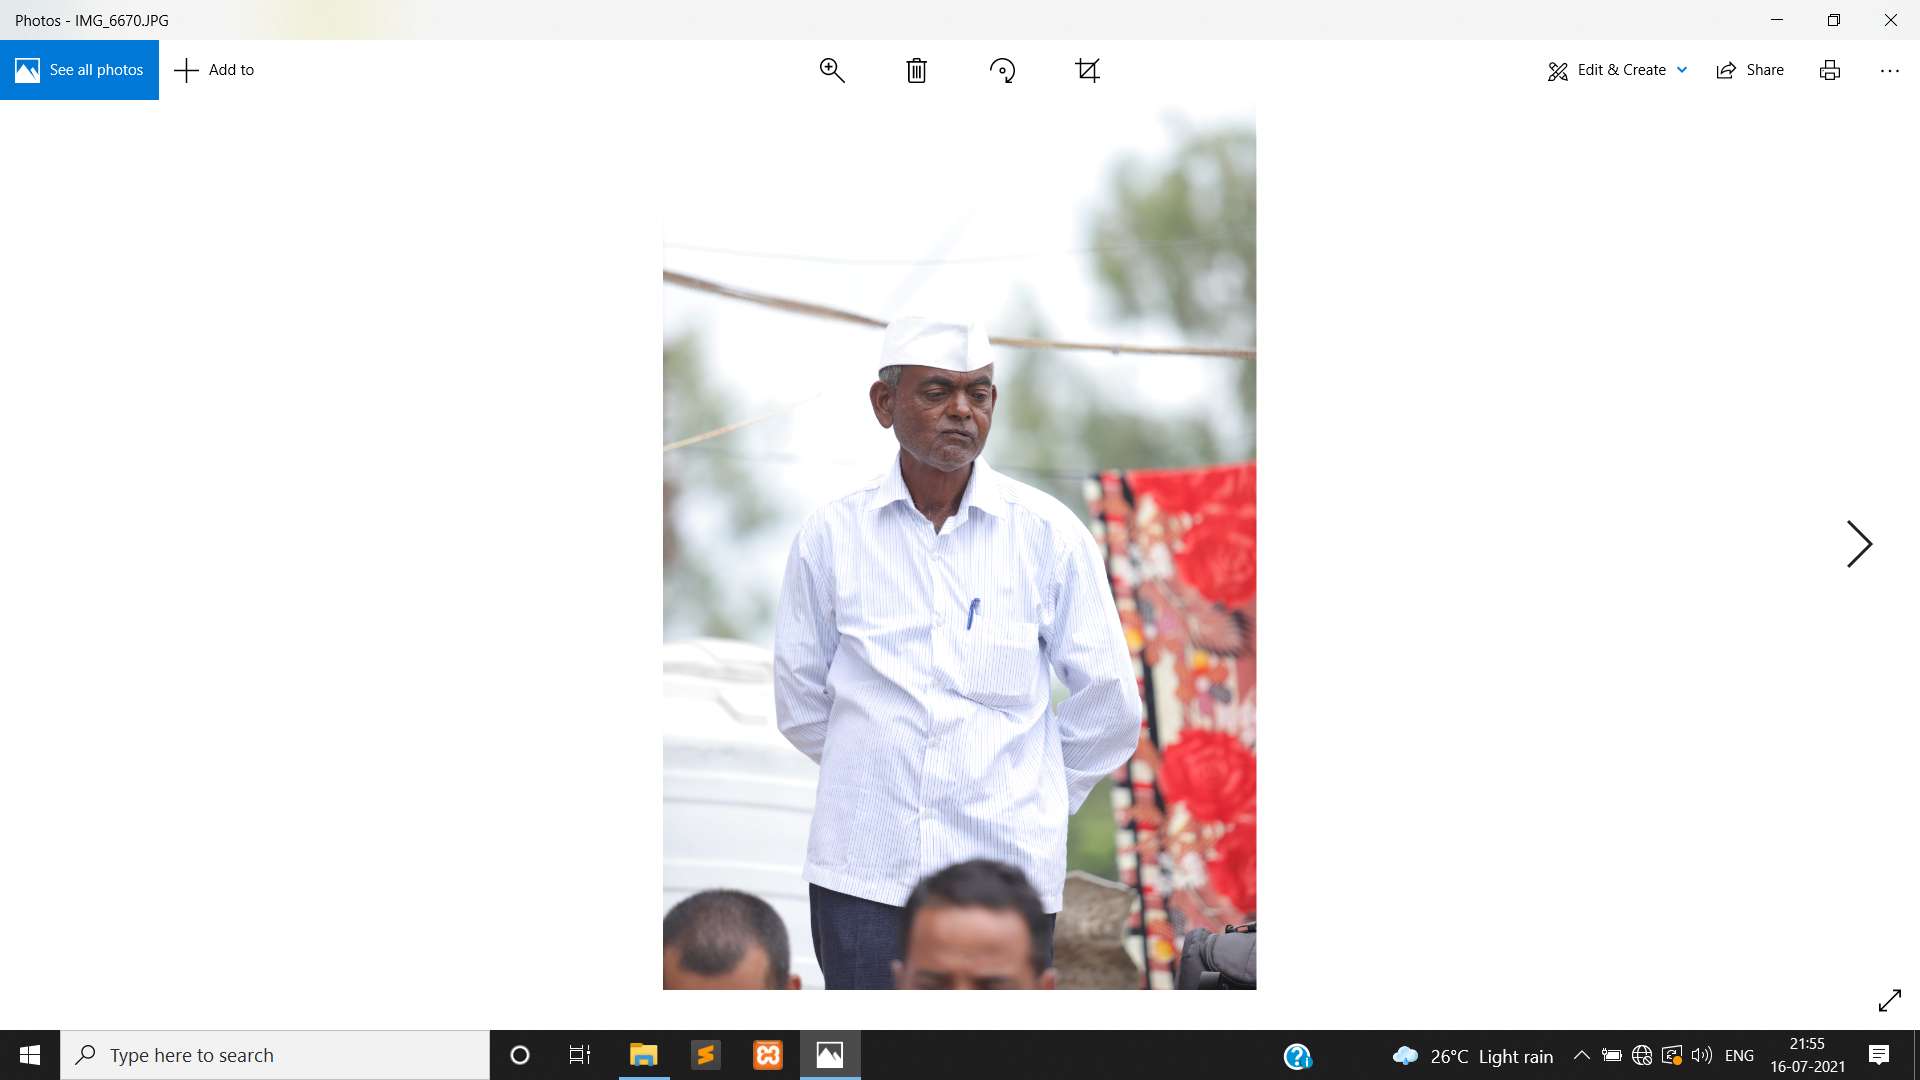 Photos - IMG_6670.JPG
See all photos
Add to
Edit & Create
Share
Type here to search
26°C Light rain
ENG
21:55
16-07-2021